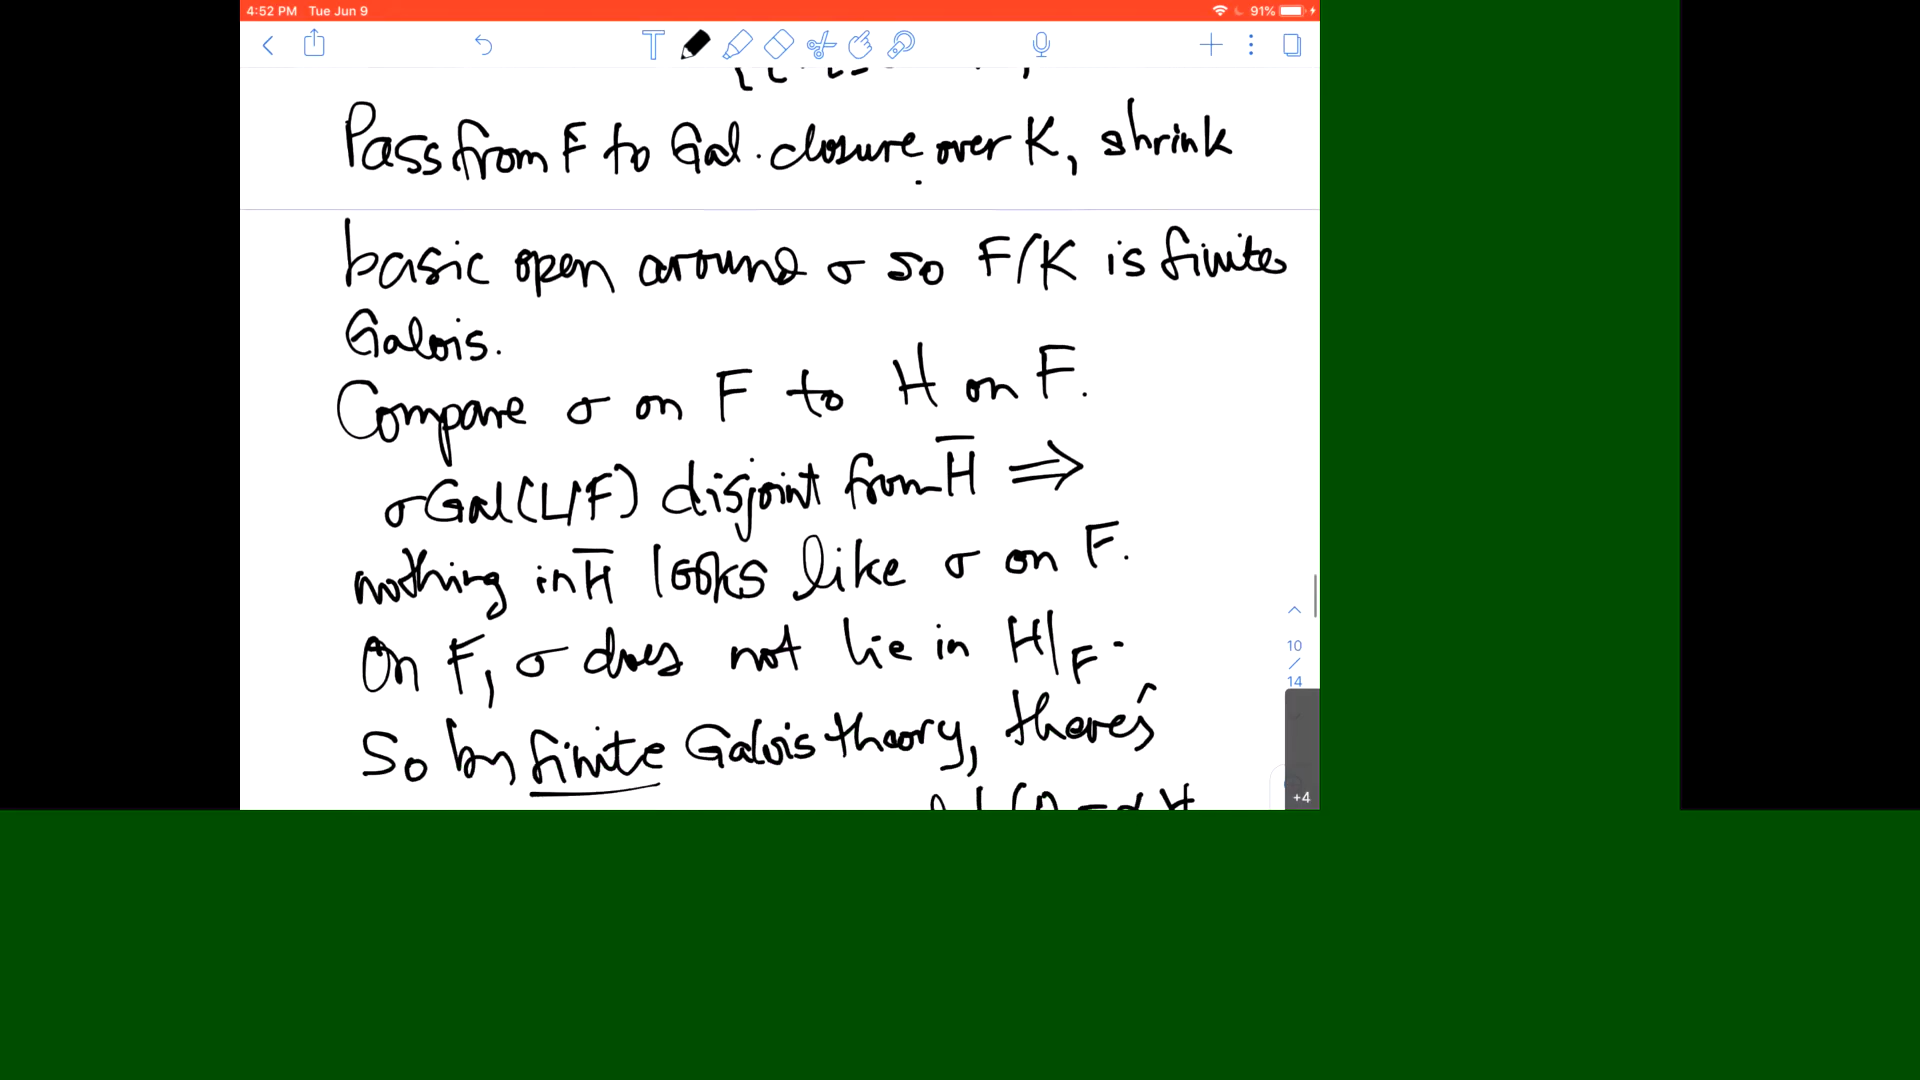 4:52 PM Tue Jun 9
91%
Pass from F to Gal. closure over K, shrink
basic open around σ so F/K is finite
Galois.
Compare σ on F to H on F.
σGal(L/F) disjoint from H̅ ⟹
nothing in H̅ looks like σ on F.
On F, σ does not lie in H|_F.
So by finite Galois theory, there's
10
/
14
+4